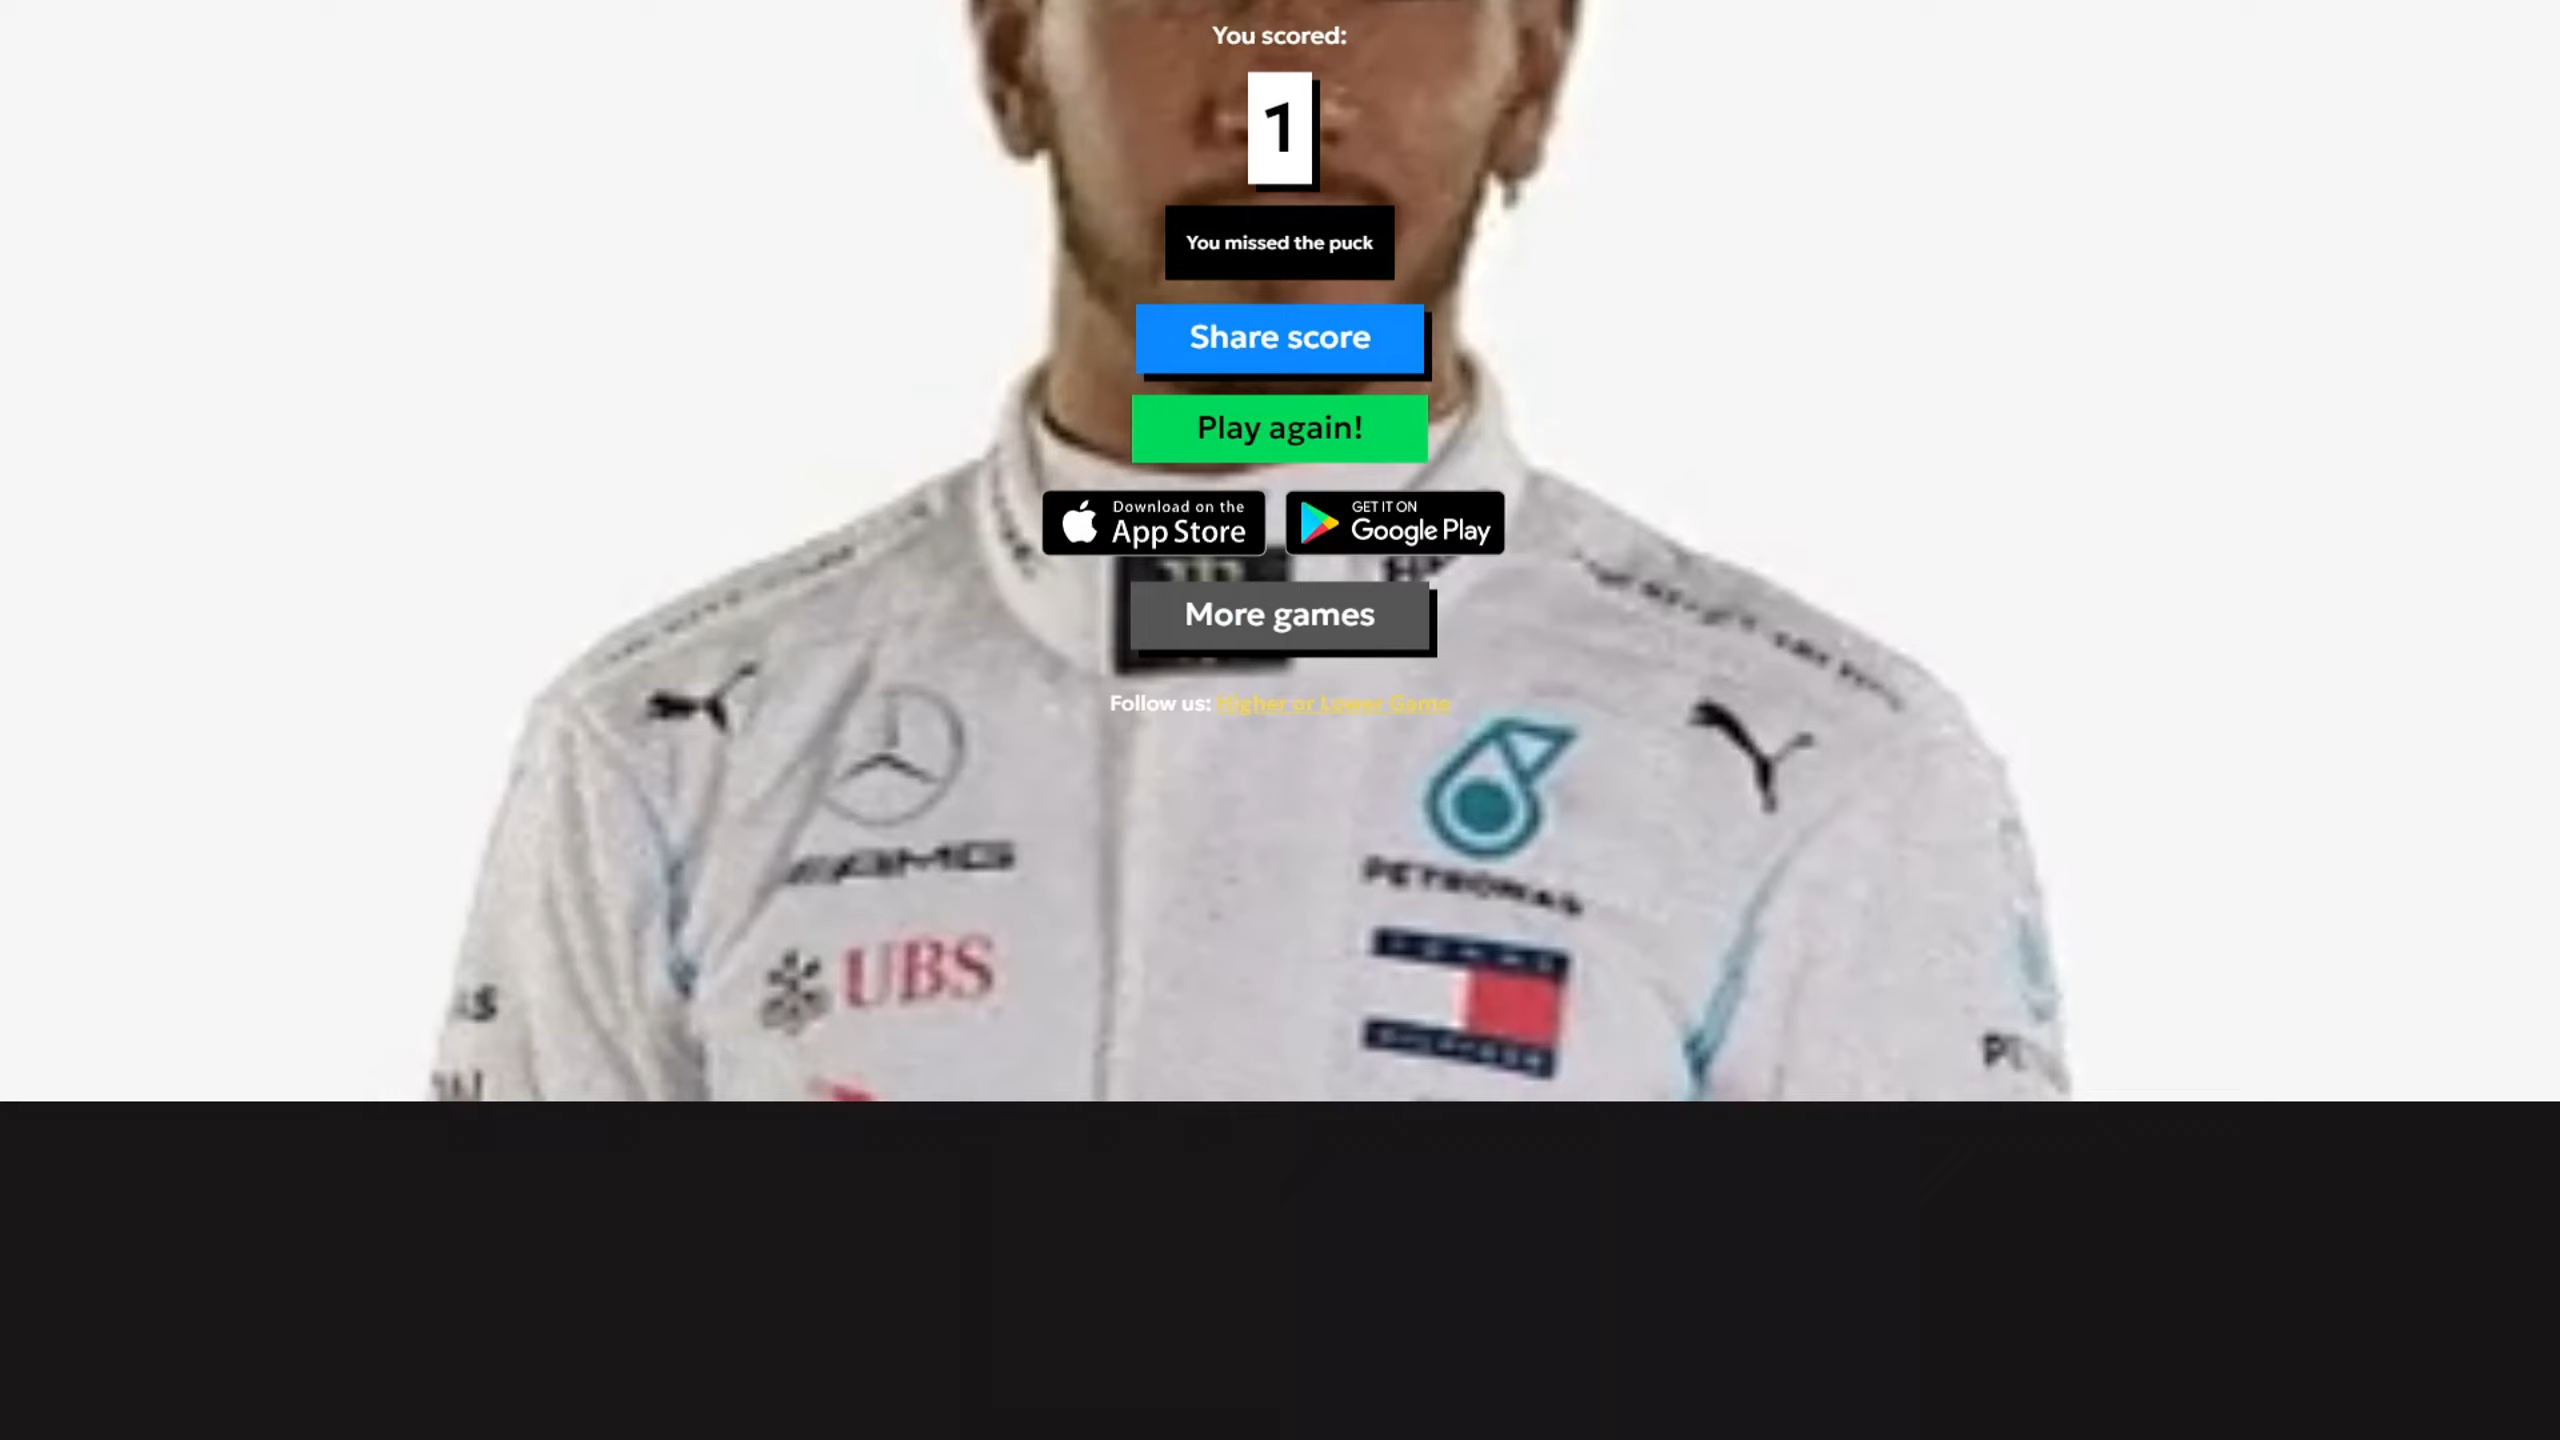 You scored:
1
You missed the puck
Share score
Play again!
Download on the
App Store
GET IT ON
Google Play
More games
Follow us: Higher or Lower Game
AMG
PETRONAS
UBS